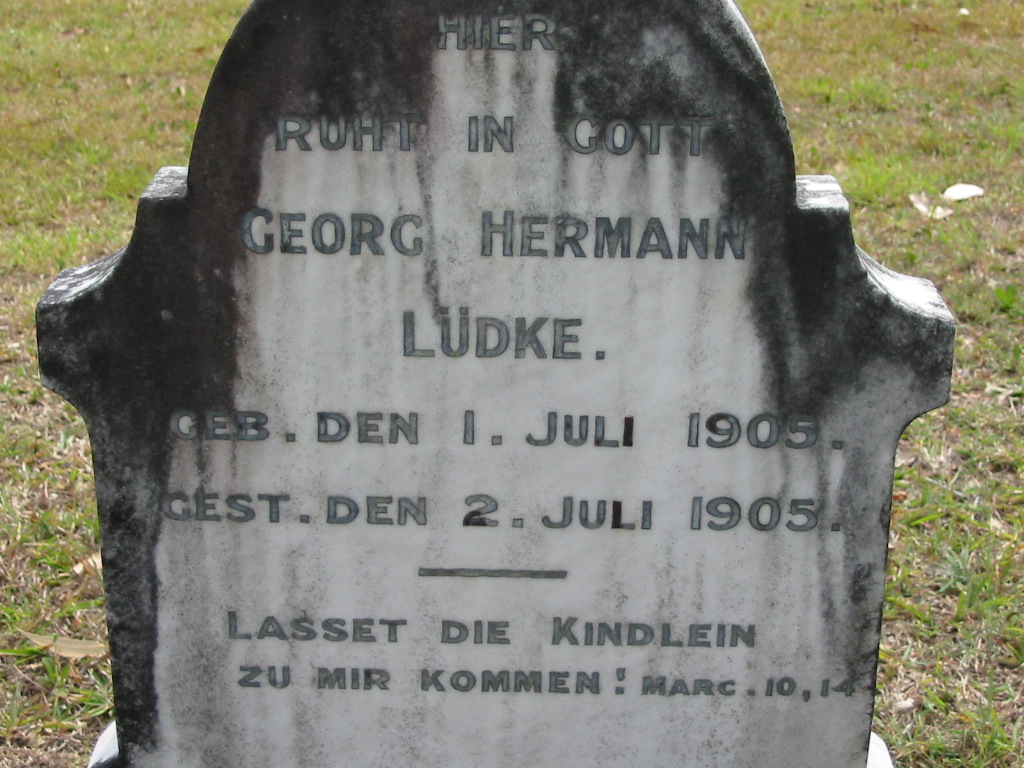 HIER
RUHT IN GOTT
GEORG HERMANN
LÜDKE.
GEB. DEN 1. JULI 1905.
GEST. DEN 2. JULI 1905.
LASSET DIE KINDLEIN
ZU MIR KOMMEN! MARC. 10, 14